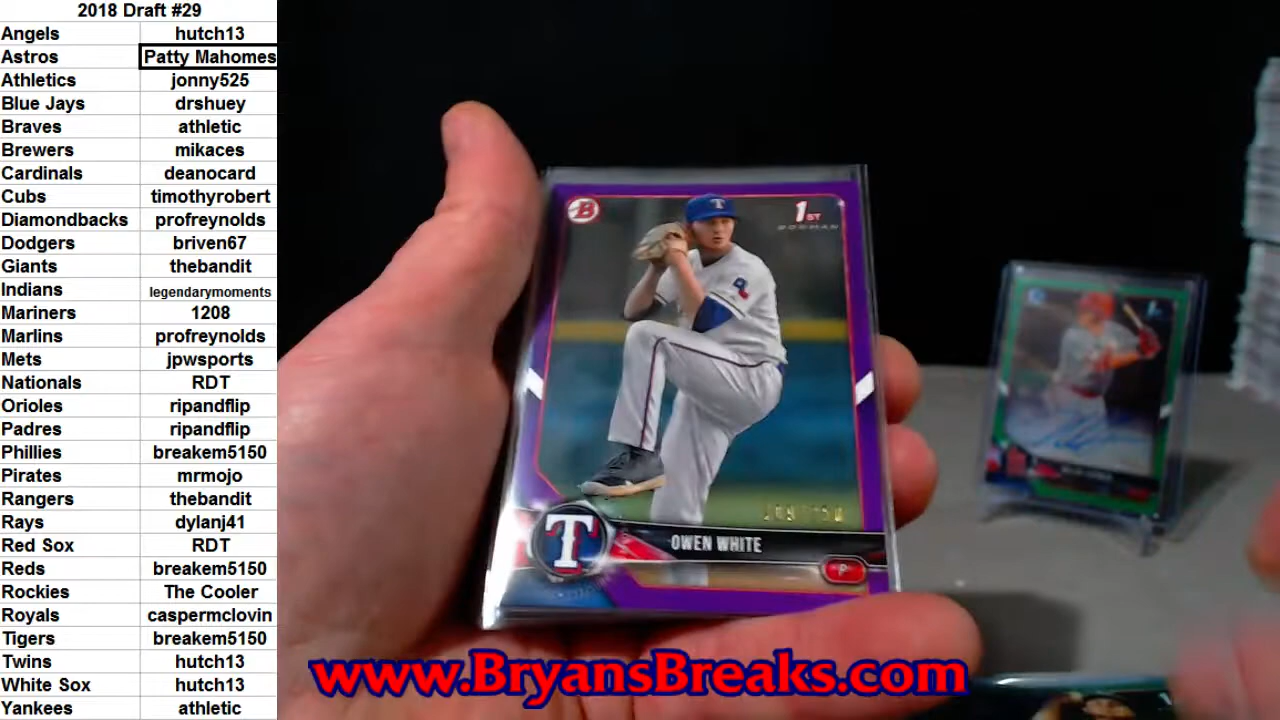 2018 Draft #29
Angels hutch13
Astros Patty Mahomes
Athletics jonny525
Blue Jays drshuey
Braves athletic
Brewers mikaces
Cardinals deanocard
Cubs timothyrobert
Diamondbacks profreynolds
Dodgers briven67
Giants thebandit
Indians legendarymoments
Mariners 1208
Marlins profreynolds
Mets jpwsports
Nationals RDT
Orioles ripandflip
Padres ripandflip
Phillies breakem5150
Pirates mrmojo
Rangers thebandit
Rays dylanj41
Red Sox RDT
Reds breakem5150
Rockies The Cooler
Royals caspermclovin
Tigers breakem5150
Twins hutch13
White Sox hutch13
Yankees athletic
B
1ST
BOWMAN
T
T
OWEN WHITE
P
www.BryansBreaks.com